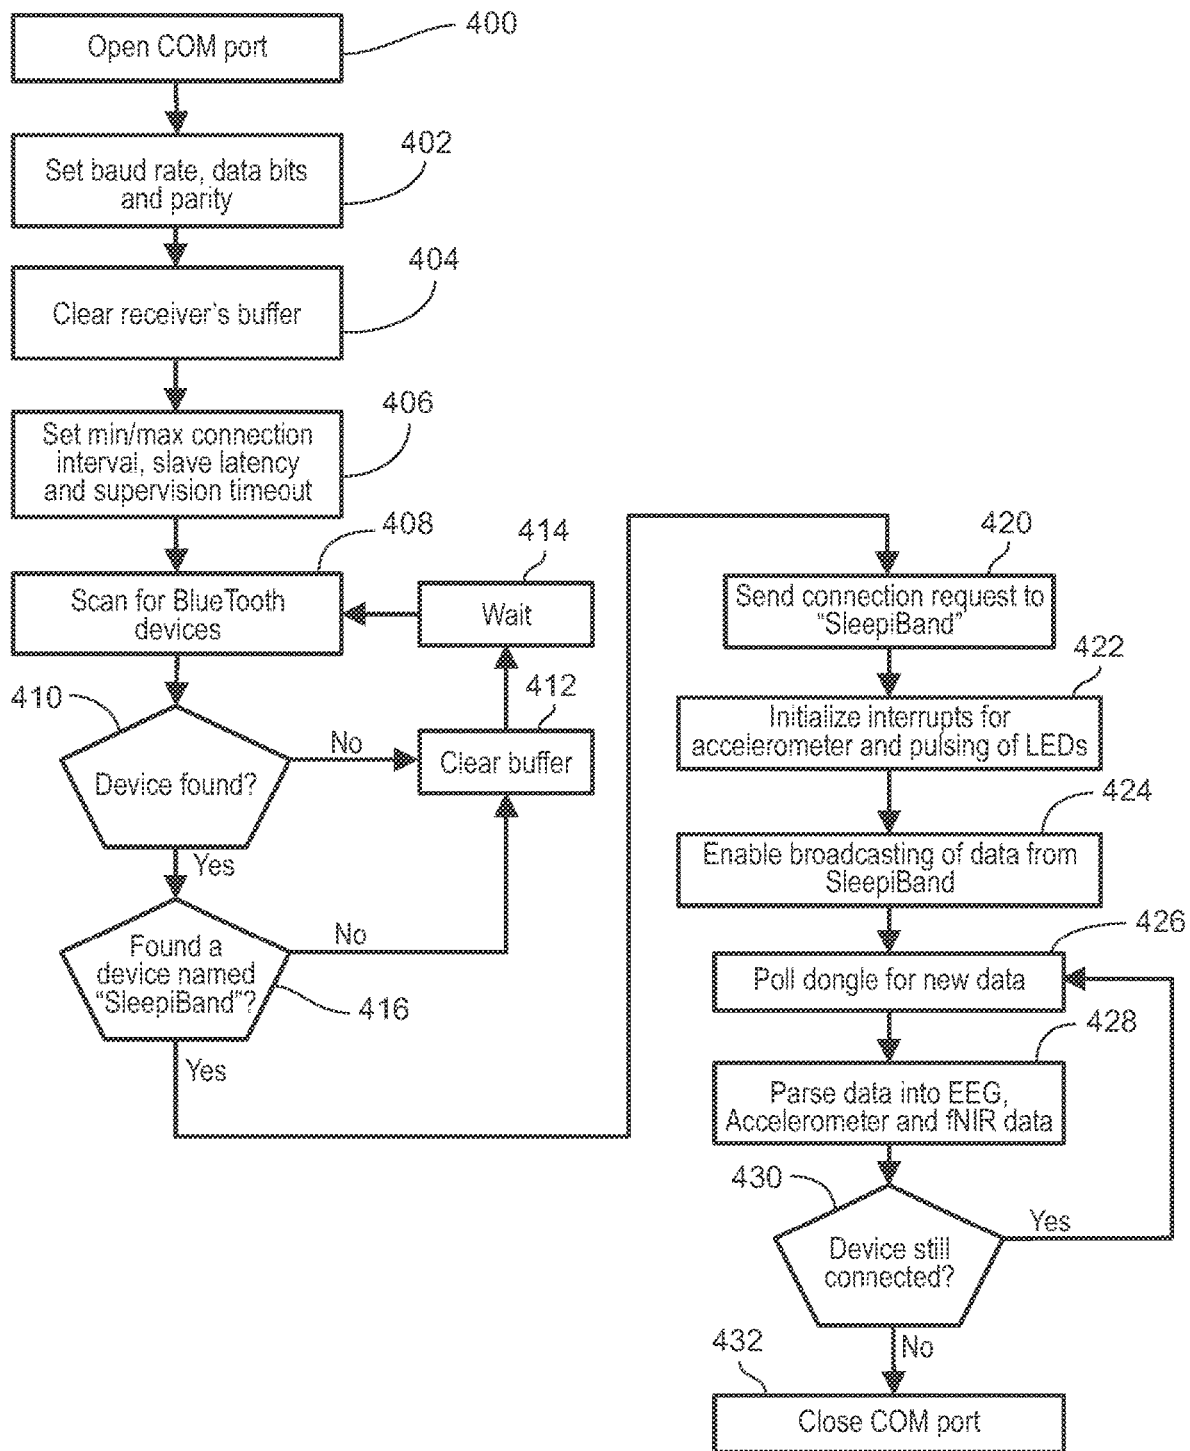 Open COM port
400
Set baud rate, data bits
and parity
402
Clear receiver's buffer
404
Set min/max connection
interval, slave latency
and supervision timeout
406
Scan for BlueTooth
devices
408
Wait
414
Device found?
410
No
Clear buffer
412
Yes
Found a
device named
"SleepiBand"?
416
No
Yes
Send connection request to
"SleepiBand"
420
Initialize interrupts for
accelerometer and pulsing of LEDs
422
Enable broadcasting of data from
SleepiBand
424
Poll dongle for new data
426
Parse data into EEG,
Accelerometer and fNIR data
428
Device still
connected?
430
Yes
No
Close COM port
432